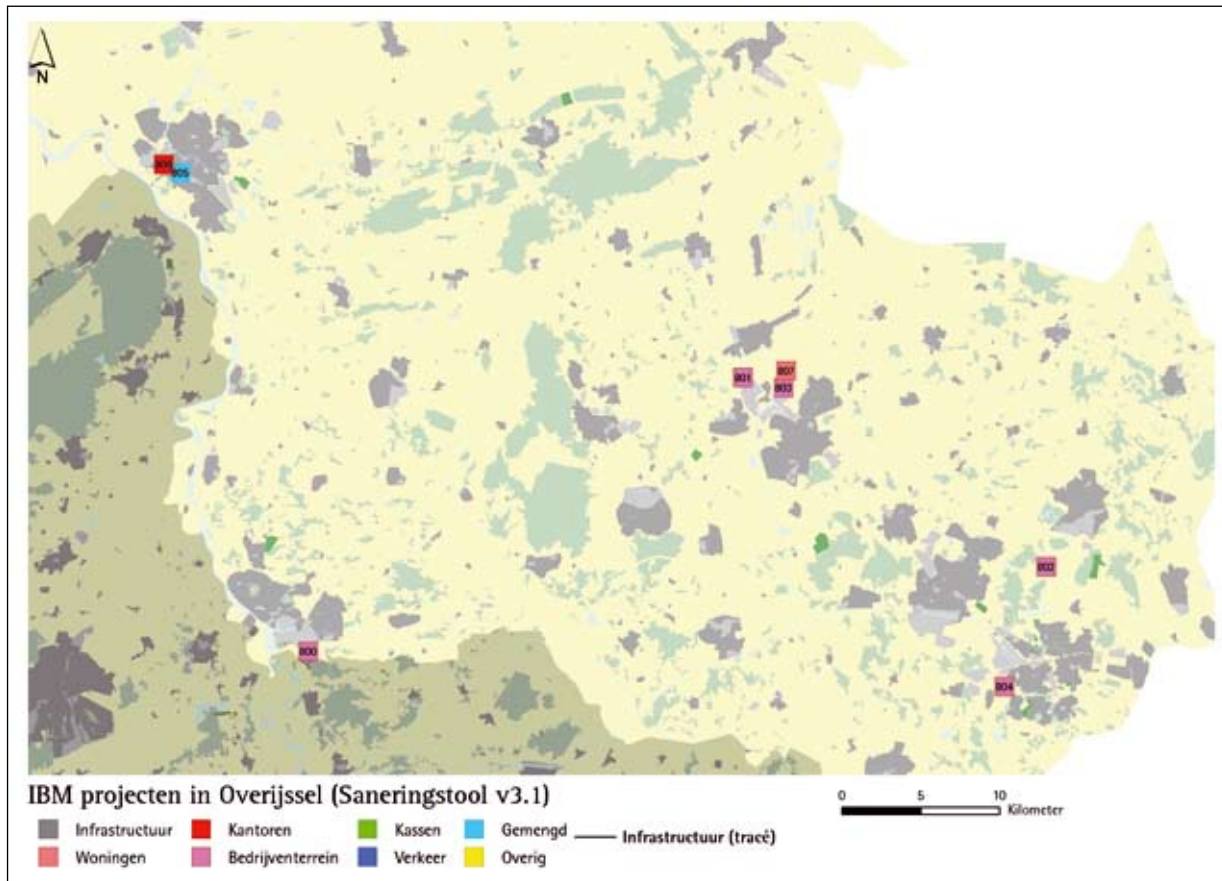 N
805
807
801
803
802
800
804
IBM projecten in Overijssel (Saneringstool v3.1)
0 5 10 Kilometer
Infrastructuur Kantoren Kassen Gemengd Infrastructuur (tracé)
Woningen Bedrijventerrein Verkeer Overig